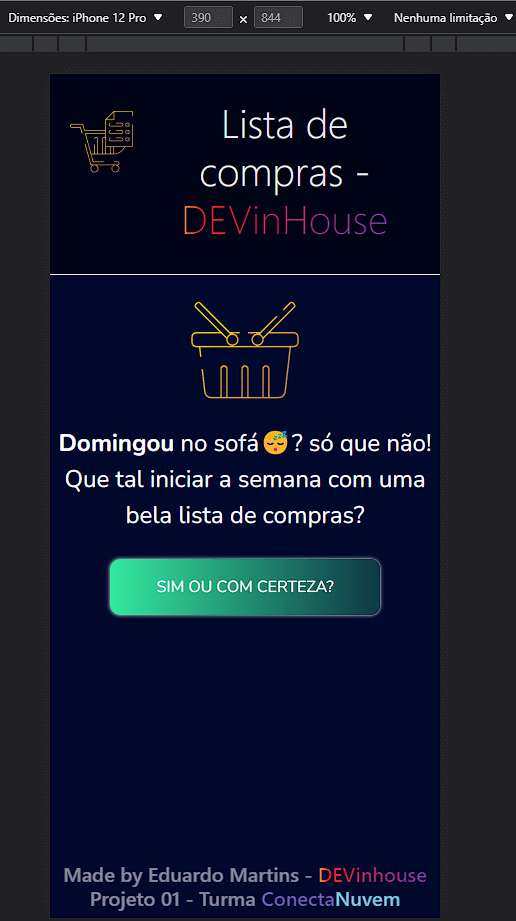 Dimensões: iPhone 12 Pro ▼ 390 × 844 100% ▼ Nenhuma limitação ▼
Lista de
compras -
DEVinHouse
Domingou no sofá😴? só que não!
Que tal iniciar a semana com uma
bela lista de compras?
SIM OU COM CERTEZA?
Made by Eduardo Martins - DEVinhouse
Projeto 01 - Turma ConectaNuvem